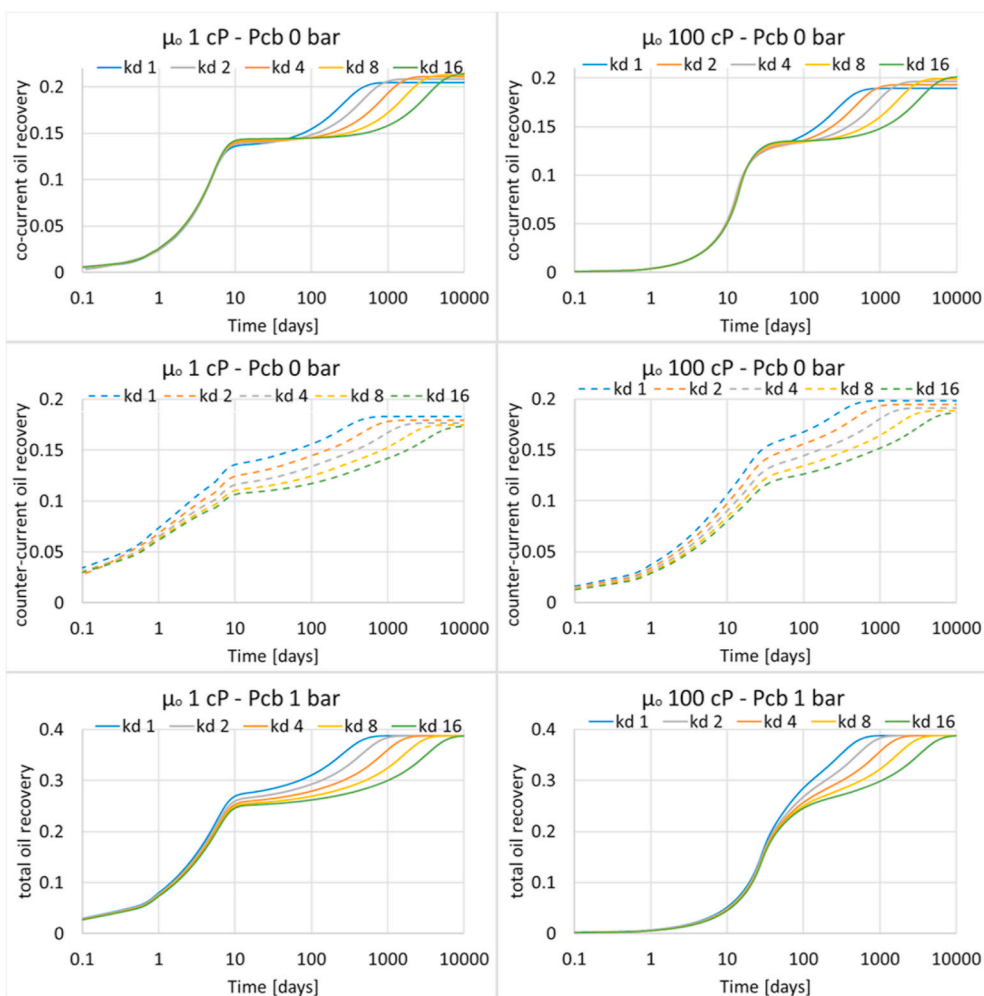 μₒ 1 cP - Pcb 0 bar
kd 1 kd 2 kd 4 kd 8 kd 16
co-current oil recovery
0.2
0.15
0.1
0.05
0
0.1 1 10 100 1000 10000
Time [days]
μₒ 100 cP - Pcb 0 bar
kd 1 kd 2 kd 4 kd 8 kd 16
co-current oil recovery
0.2
0.15
0.1
0.05
0
0.1 1 10 100 1000 10000
Time [days]
μₒ 1 cP - Pcb 0 bar
kd 1 kd 2 kd 4 kd 8 kd 16
counter-current oil recovery
0.2
0.15
0.1
0.05
0
0.1 1 10 100 1000 10000
Time [days]
μₒ 100 cP - Pcb 0 bar
kd 1 kd 2 kd 4 kd 8 kd 16
counter-current oil recovery
0.2
0.15
0.1
0.05
0
0.1 1 10 100 1000 10000
Time [days]
μₒ 1 cP - Pcb 1 bar
kd 1 kd 2 kd 4 kd 8 kd 16
total oil recovery
0.4
0.3
0.2
0.1
0
0.1 1 10 100 1000 10000
Time [days]
μₒ 100 cP - Pcb 1 bar
kd 1 kd 2 kd 4 kd 8 kd 16
total oil recovery
0.4
0.3
0.2
0.1
0
0.1 1 10 100 1000 10000
Time [days]